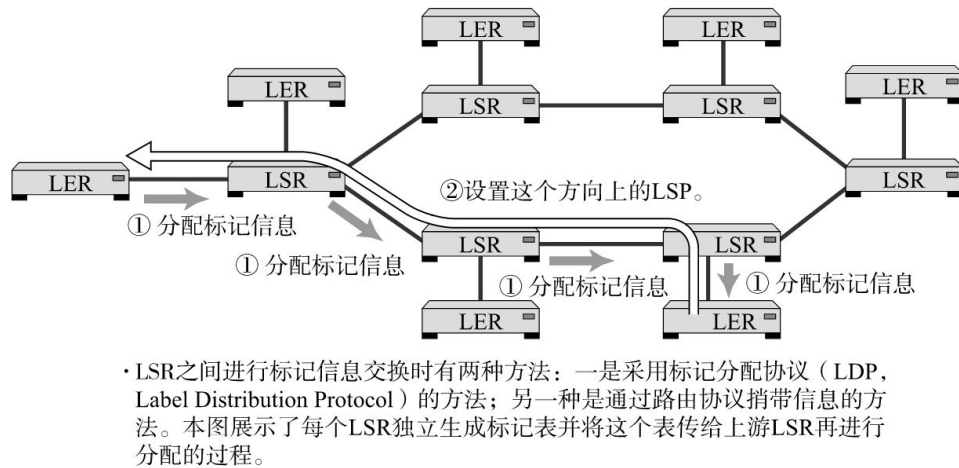 LER
LER
LER
LSR
LSR
LER
LER
LSR
LSR
②设置这个方向上的LSP。
① 分配标记信息
LSR
LSR
① 分配标记信息
① 分配标记信息
① 分配标记信息
LER
LER
·LSR之间进行标记信息交换时有两种方法：一是采用标记分配协议（LDP，
Label Distribution Protocol）的方法；另一种是通过路由协议捎带信息的方
法。本图展示了每个LSR独立生成标记表并将这个表传给上游LSR再进行
分配的过程。